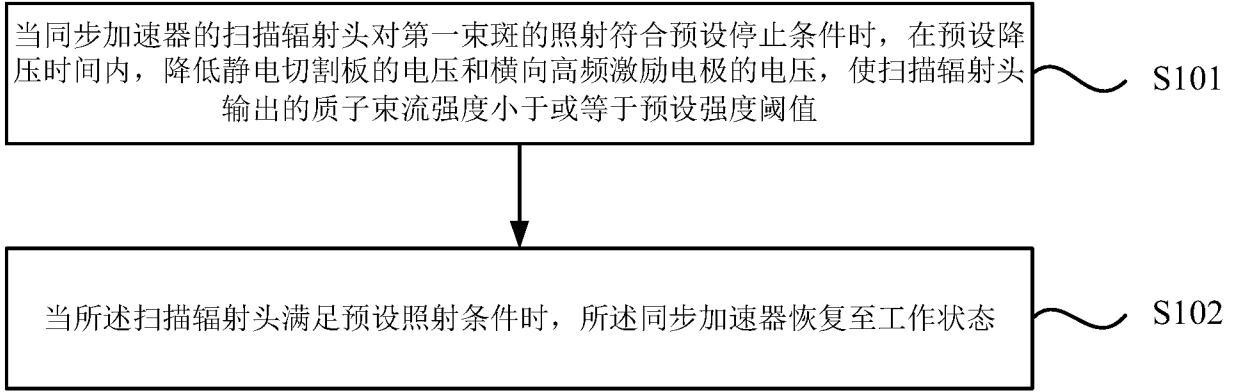 当同步加速器的扫描辐射头对第一束斑的照射符合预设停止条件时，在预设降
压时间内，降低静电切割板的电压和横向高频激励电极的电压，使扫描辐射头
输出的质子束流强度小于或等于预设强度阈值
S101
当所述扫描辐射头满足预设照射条件时，所述同步加速器恢复至工作状态
S102